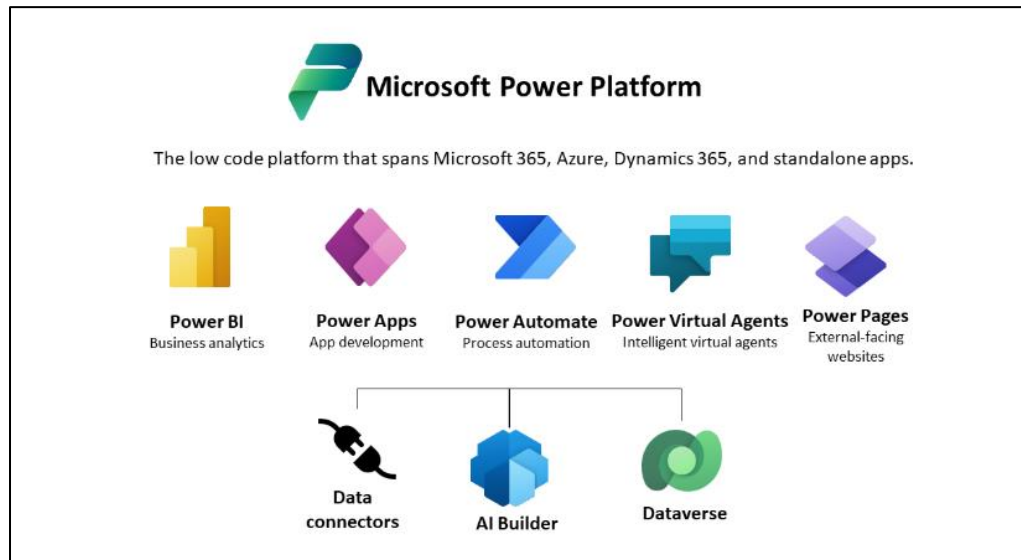 Microsoft Power Platform
The low code platform that spans Microsoft 365, Azure, Dynamics 365, and standalone apps.
Power BI
Business analytics
Power Apps
App development
Power Automate
Process automation
Power Virtual Agents
Intelligent virtual agents
Power Pages
External-facing
websites
Data
connectors
AI Builder
Dataverse